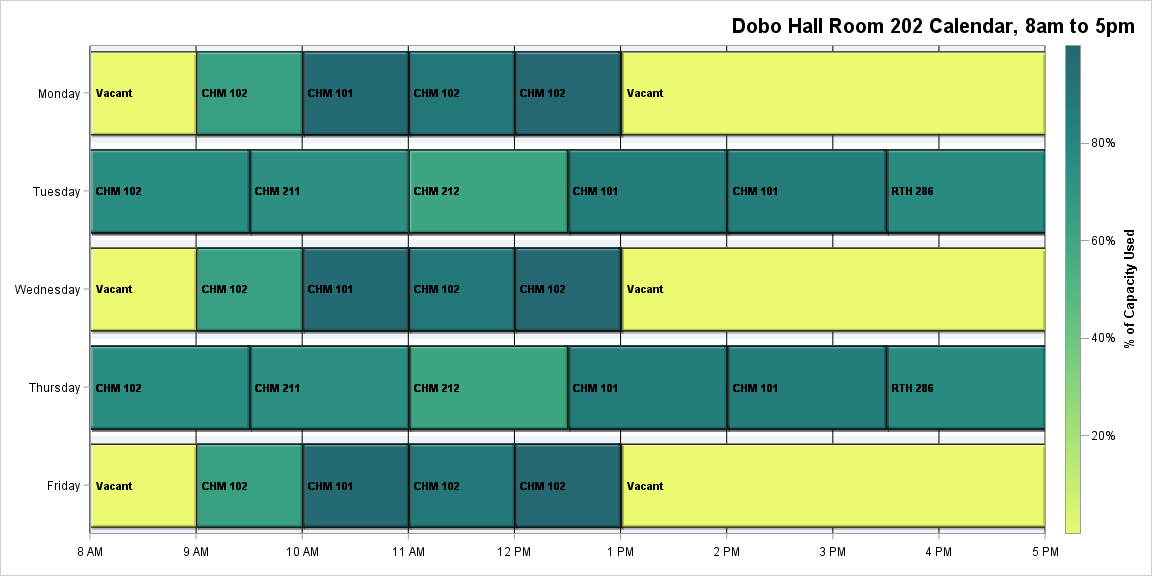 Dobo Hall Room 202 Calendar, 8am to 5pm
Monday Vacant CHM 102 CHM 101 CHM 102 CHM 102 Vacant
Tuesday CHM 102 CHM 211 CHM 212 CHM 101 CHM 101 RTH 286
Wednesday Vacant CHM 102 CHM 101 CHM 102 CHM 102 Vacant
Thursday CHM 102 CHM 211 CHM 212 CHM 101 CHM 101 RTH 286
Friday Vacant CHM 102 CHM 101 CHM 102 CHM 102 Vacant
8 AM 9 AM 10 AM 11 AM 12 PM 1 PM 2 PM 3 PM 4 PM 5 PM
80%
60%
40%
20%
% of Capacity Used